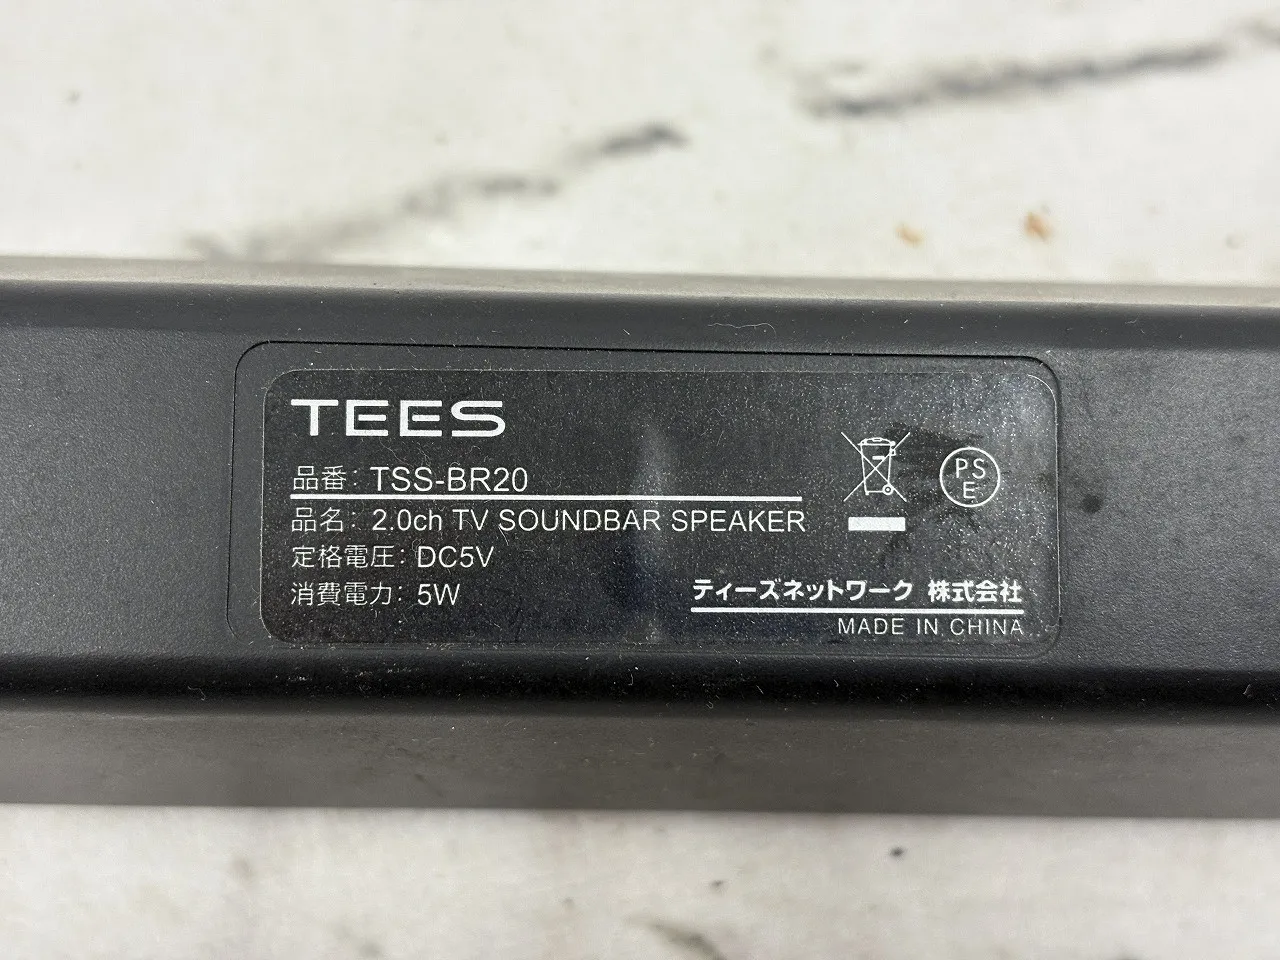 TEES
品番: TSS-BR20
品名: 2.0ch TV SOUNDBAR SPEAKER
定格電圧: DC5V
消費電力: 5W
PSE
ティーズネットワーク 株式会社
MADE IN CHINA